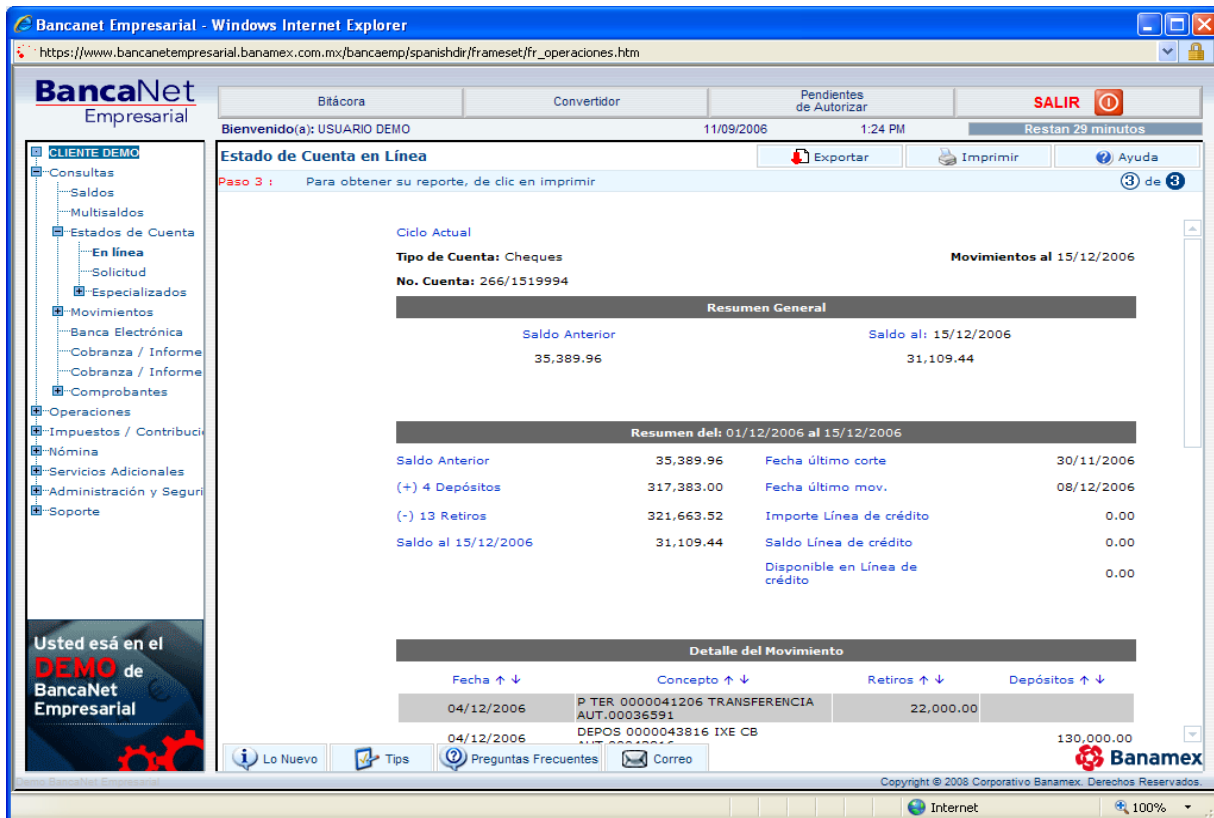 Bancanet Empresarial - Windows Internet Explorer
https://www.bancanetempresarial.banamex.com.mx/bancaemp/spanishdir/frameset/fr_operaciones.htm
BancaNet
Empresarial
Bitácora
Convertidor
Pendientes
de Autorizar
SALIR
Bienvenido(a): USUARIO DEMO 11/09/2006 1:24 PM Restan 29 minutos
CLIENTE DEMO
Consultas
Saldos
Multisaldos
Estados de Cuenta
En línea
Solicitud
Especializados
Movimientos
Banca Electrónica
Cobranza / Informe
Cobranza / Informe
Comprobantes
Operaciones
Impuestos / Contribuci
Nómina
Servicios Adicionales
Administración y Seguri
Soporte
Usted esá en el
DEMO de
BancaNet
Empresarial
Estado de Cuenta en Línea Exportar Imprimir Ayuda
Paso 3 : Para obtener su reporte, de clic en imprimir 3 de 3
Ciclo Actual
Tipo de Cuenta: Cheques Movimientos al 15/12/2006
No. Cuenta: 266/1519994
Resumen General
Saldo Anterior Saldo al: 15/12/2006
35,389.96 31,109.44
Resumen del: 01/12/2006 al 15/12/2006
Saldo Anterior 35,389.96 Fecha último corte 30/11/2006
(+) 4 Depósitos 317,383.00 Fecha último mov. 08/12/2006
(-) 13 Retiros 321,663.52 Importe Línea de crédito 0.00
Saldo al 15/12/2006 31,109.44 Saldo Línea de crédito 0.00
Disponible en Línea de
crédito 0.00
Detalle del Movimiento
Fecha ↑ ↓ Concepto ↑ ↓ Retiros ↑ ↓ Depósitos ↑ ↓
04/12/2006 P TER 0000041206 TRANSFERENCIA
AUT.00036591 22,000.00
04/12/2006 DEPOS 0000043816 IXE CB 130,000.00
Lo Nuevo Tips Preguntas Frecuentes Correo
Banamex
Demo BancaNet Empresarial
Copyright © 2008 Corporativo Banamex. Derechos Reservados.
Internet 100%